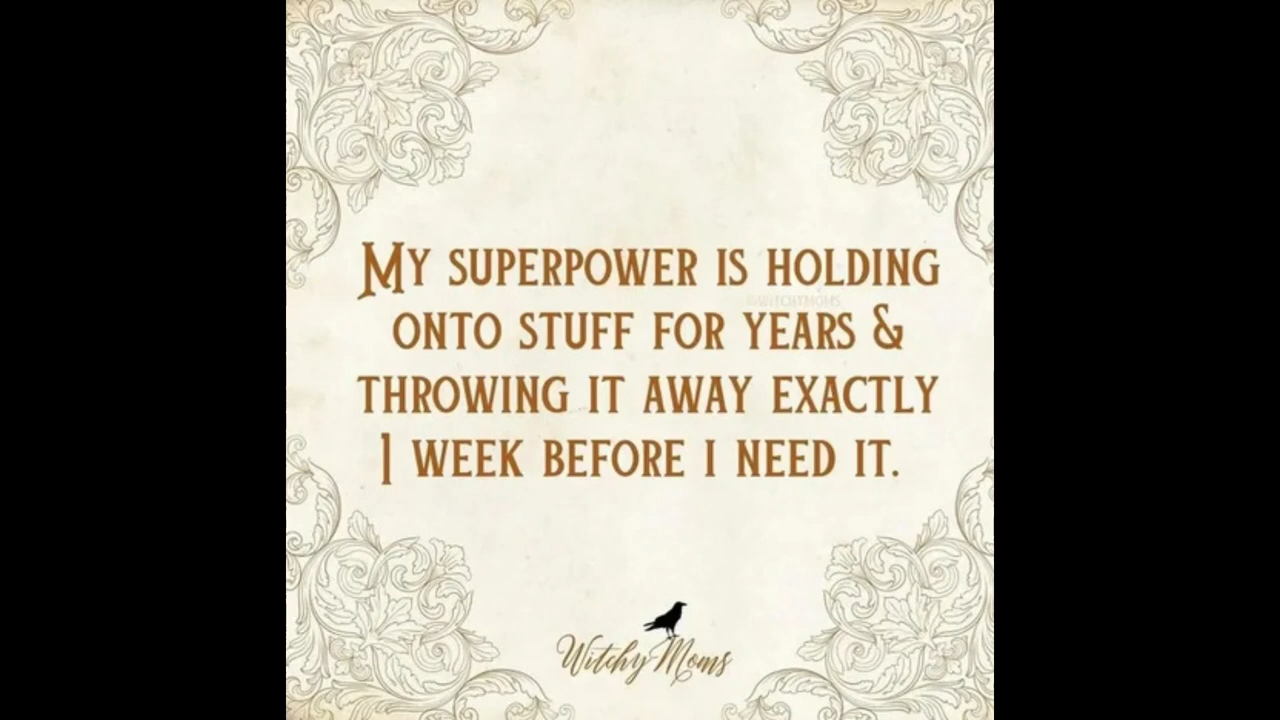 My superpower is holding
©WITCHYMOMS
onto stuff for years &
throwing it away exactly
1 week before I need it.
Witchy Moms